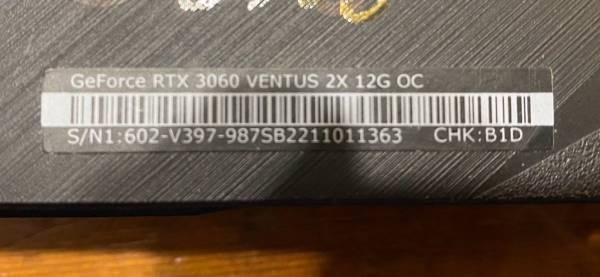 GeForce RTX 3060 VENTUS 2X 12G OC
S/N1:602-V397-987SB2211011363 CHK:B1D